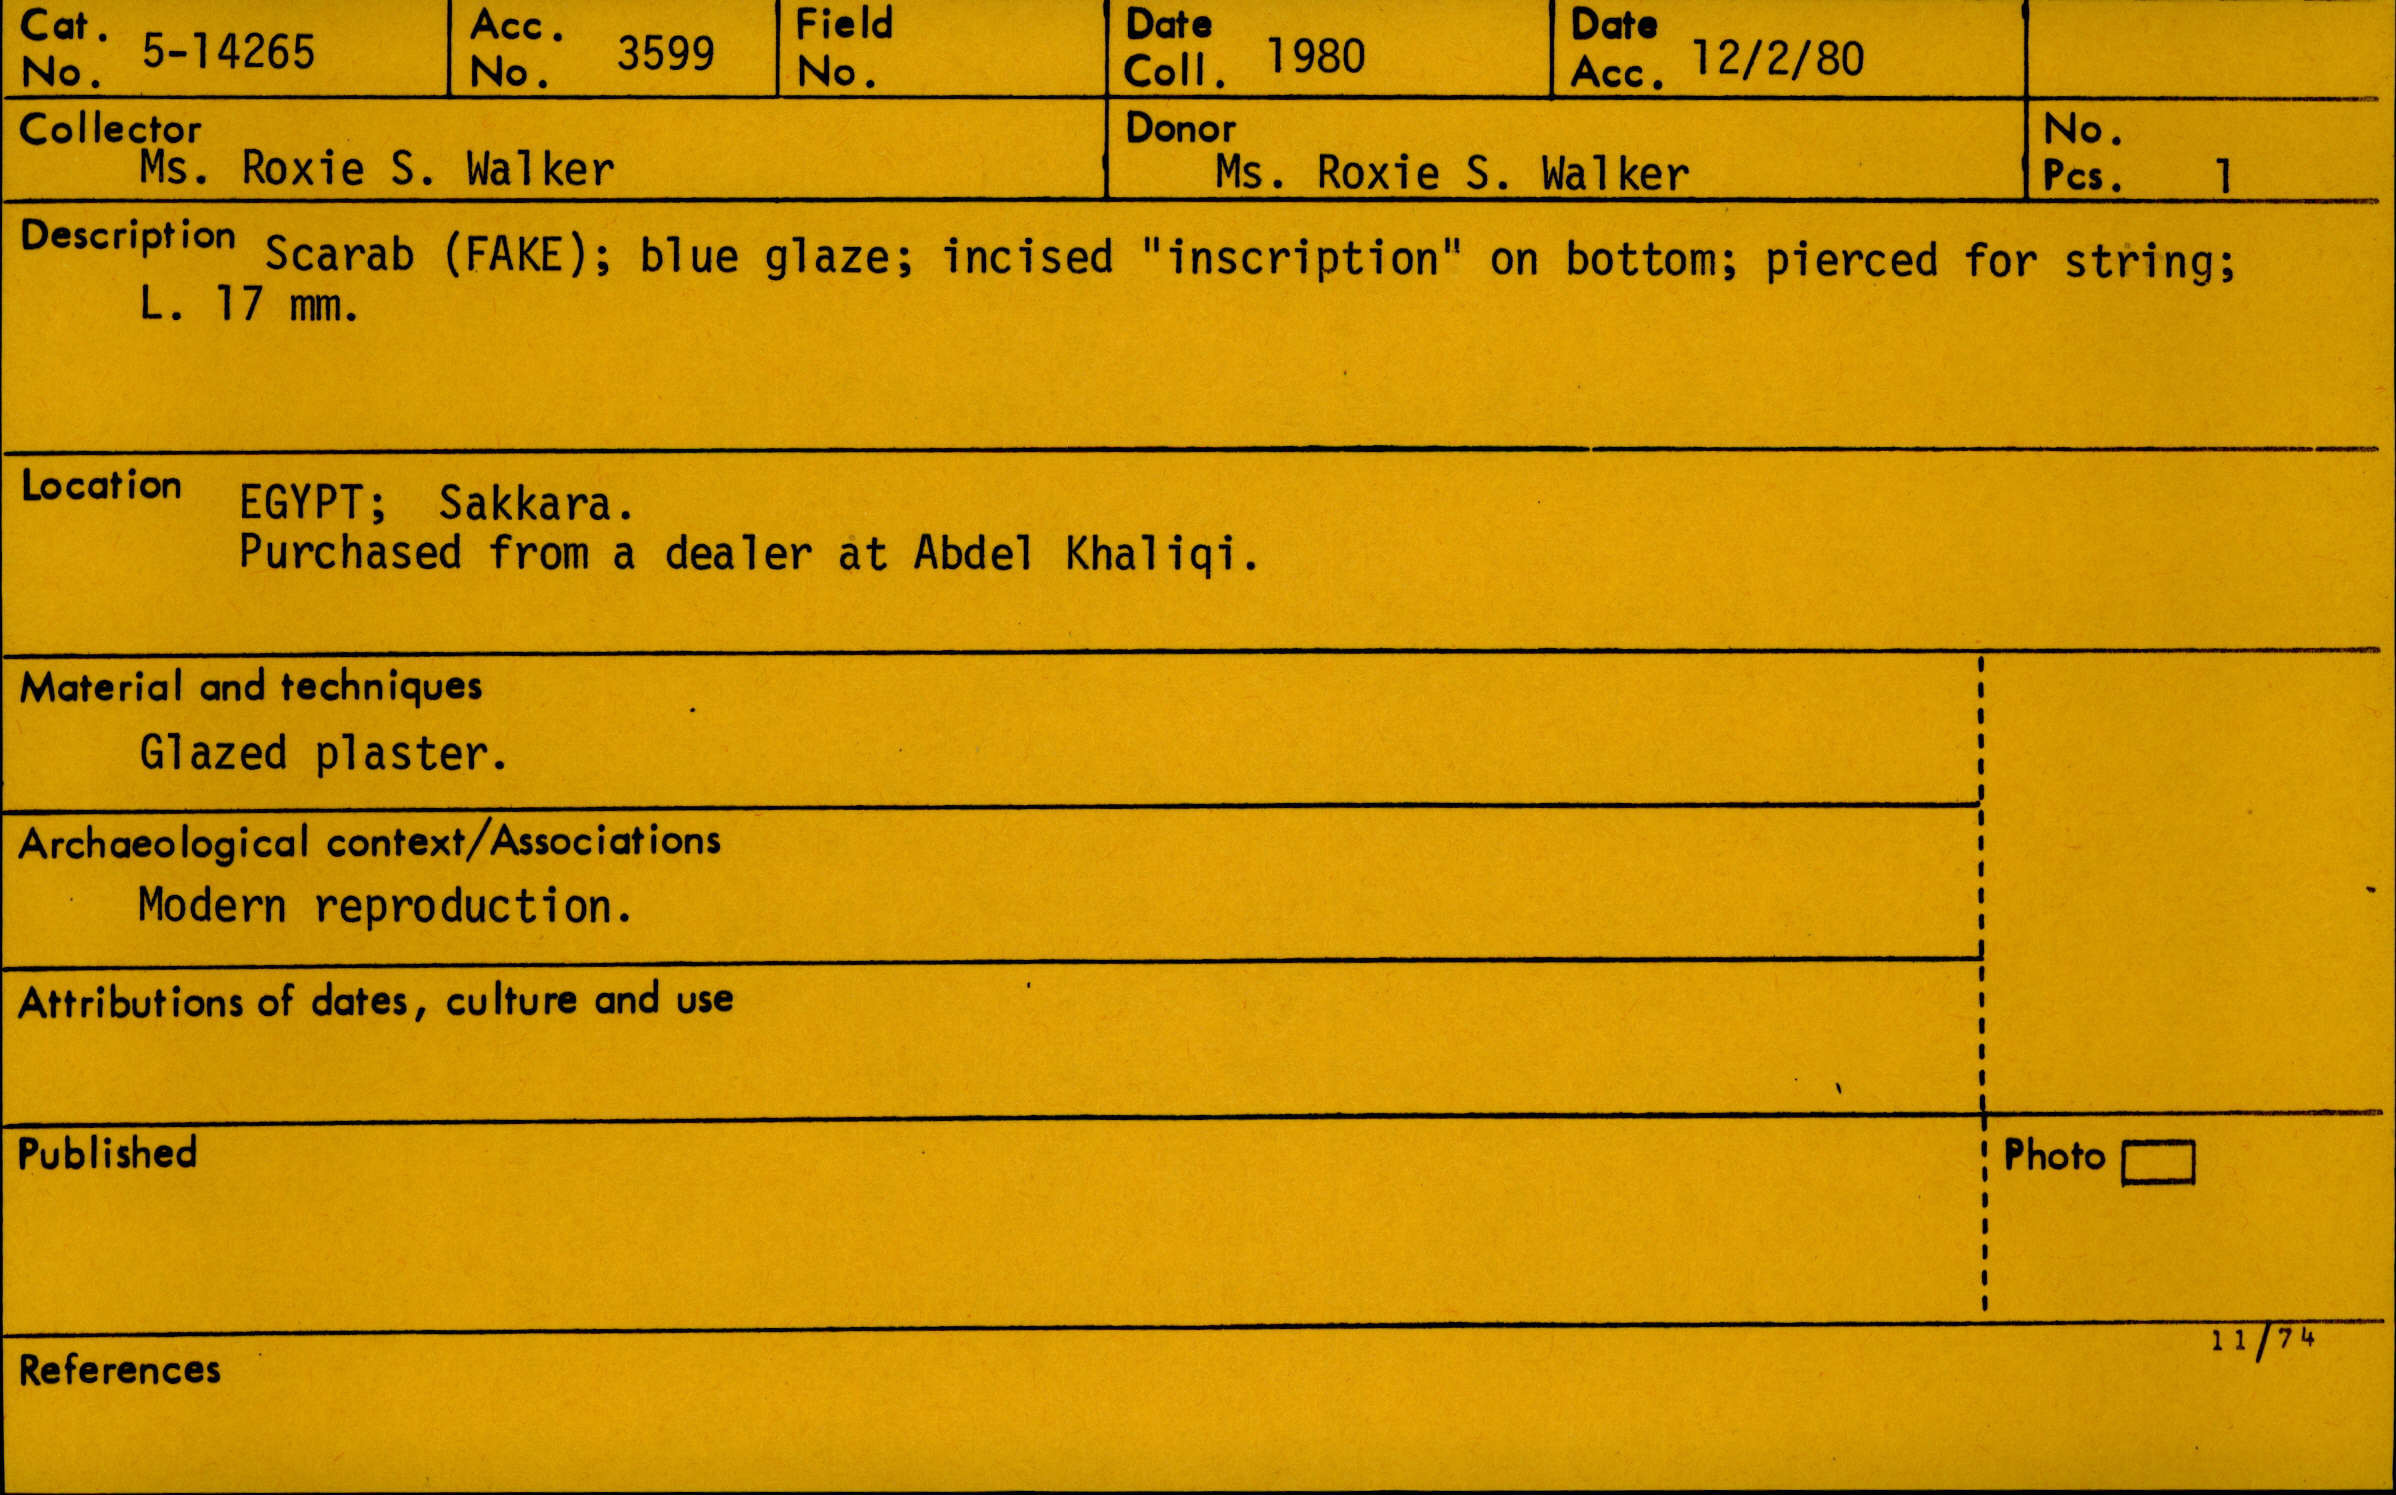 Cat. No. 5-14265 Acc. No. 3599 Field No. Date Coll. 1980 Date Acc. 12/2/80
Collector Donor No. Pcs. 1
Ms. Roxie S. Walker Ms. Roxie S. Walker
Description Scarab (FAKE); blue glaze; incised "inscription" on bottom; pierced for string;
L. 17 mm.
Location EGYPT; Sakkara.
Purchased from a dealer at Abdel Khaliqi.
Material and techniques
Glazed plaster.
Archaeological context/Associations
Modern reproduction.
Attributions of dates, culture and use
Published Photo
11/74
References